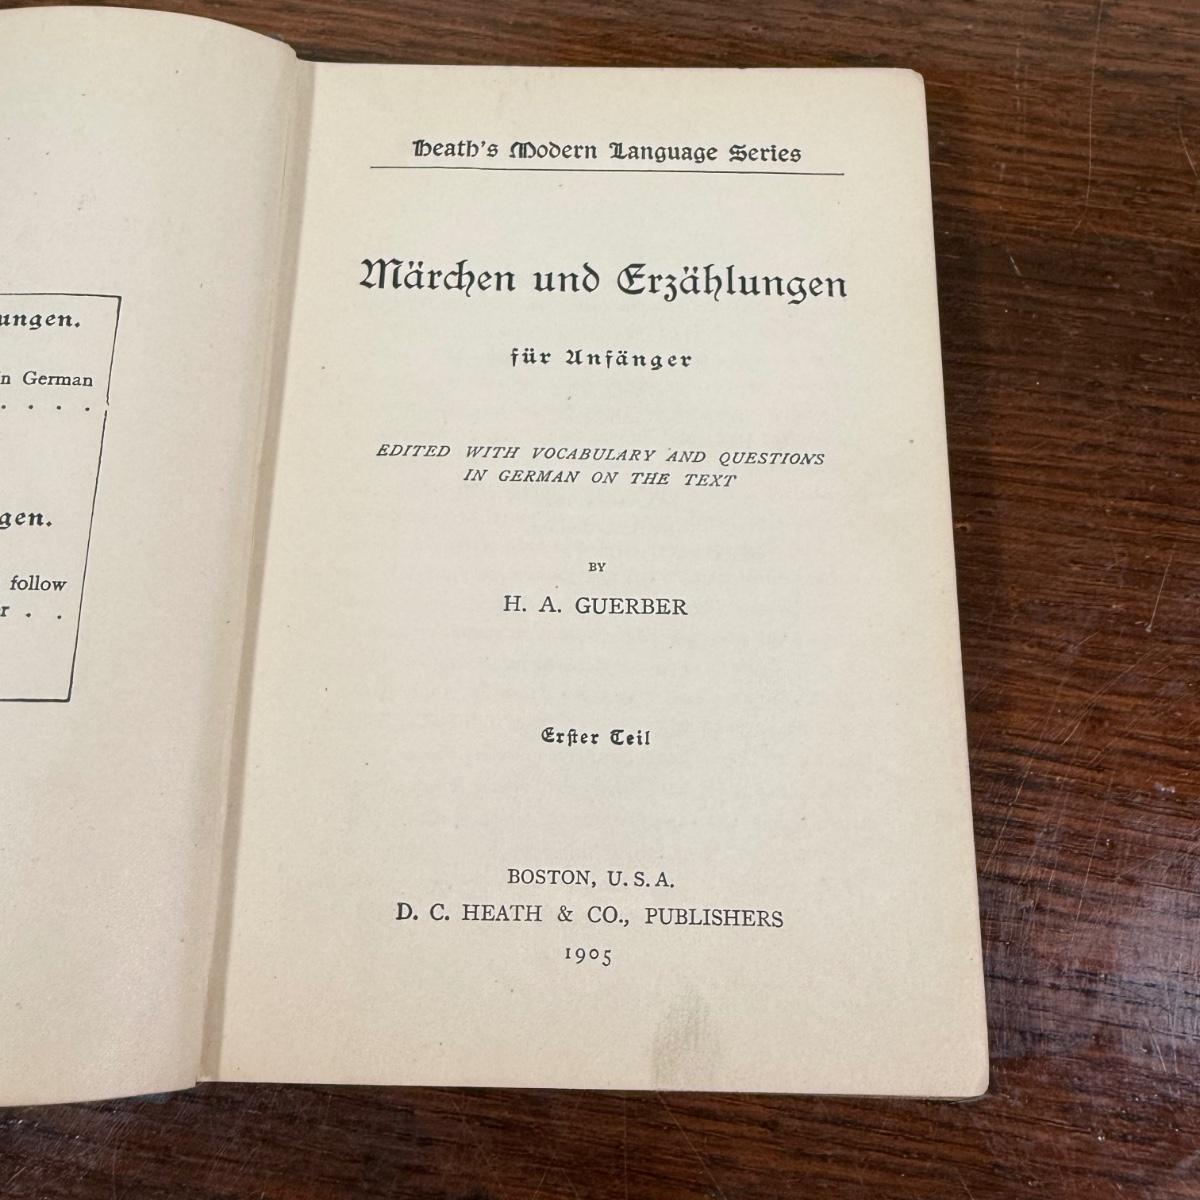 ungen.
in German
. . . .
gen.
follow
r . .
Heath's Modern Language Series
Märchen und Erzählungen
für Anfänger
EDITED WITH VOCABULARY AND QUESTIONS
IN GERMAN ON THE TEXT
BY
H. A. GUERBER
Erster Teil
BOSTON, U. S. A.
D. C. HEATH & CO., PUBLISHERS
1905